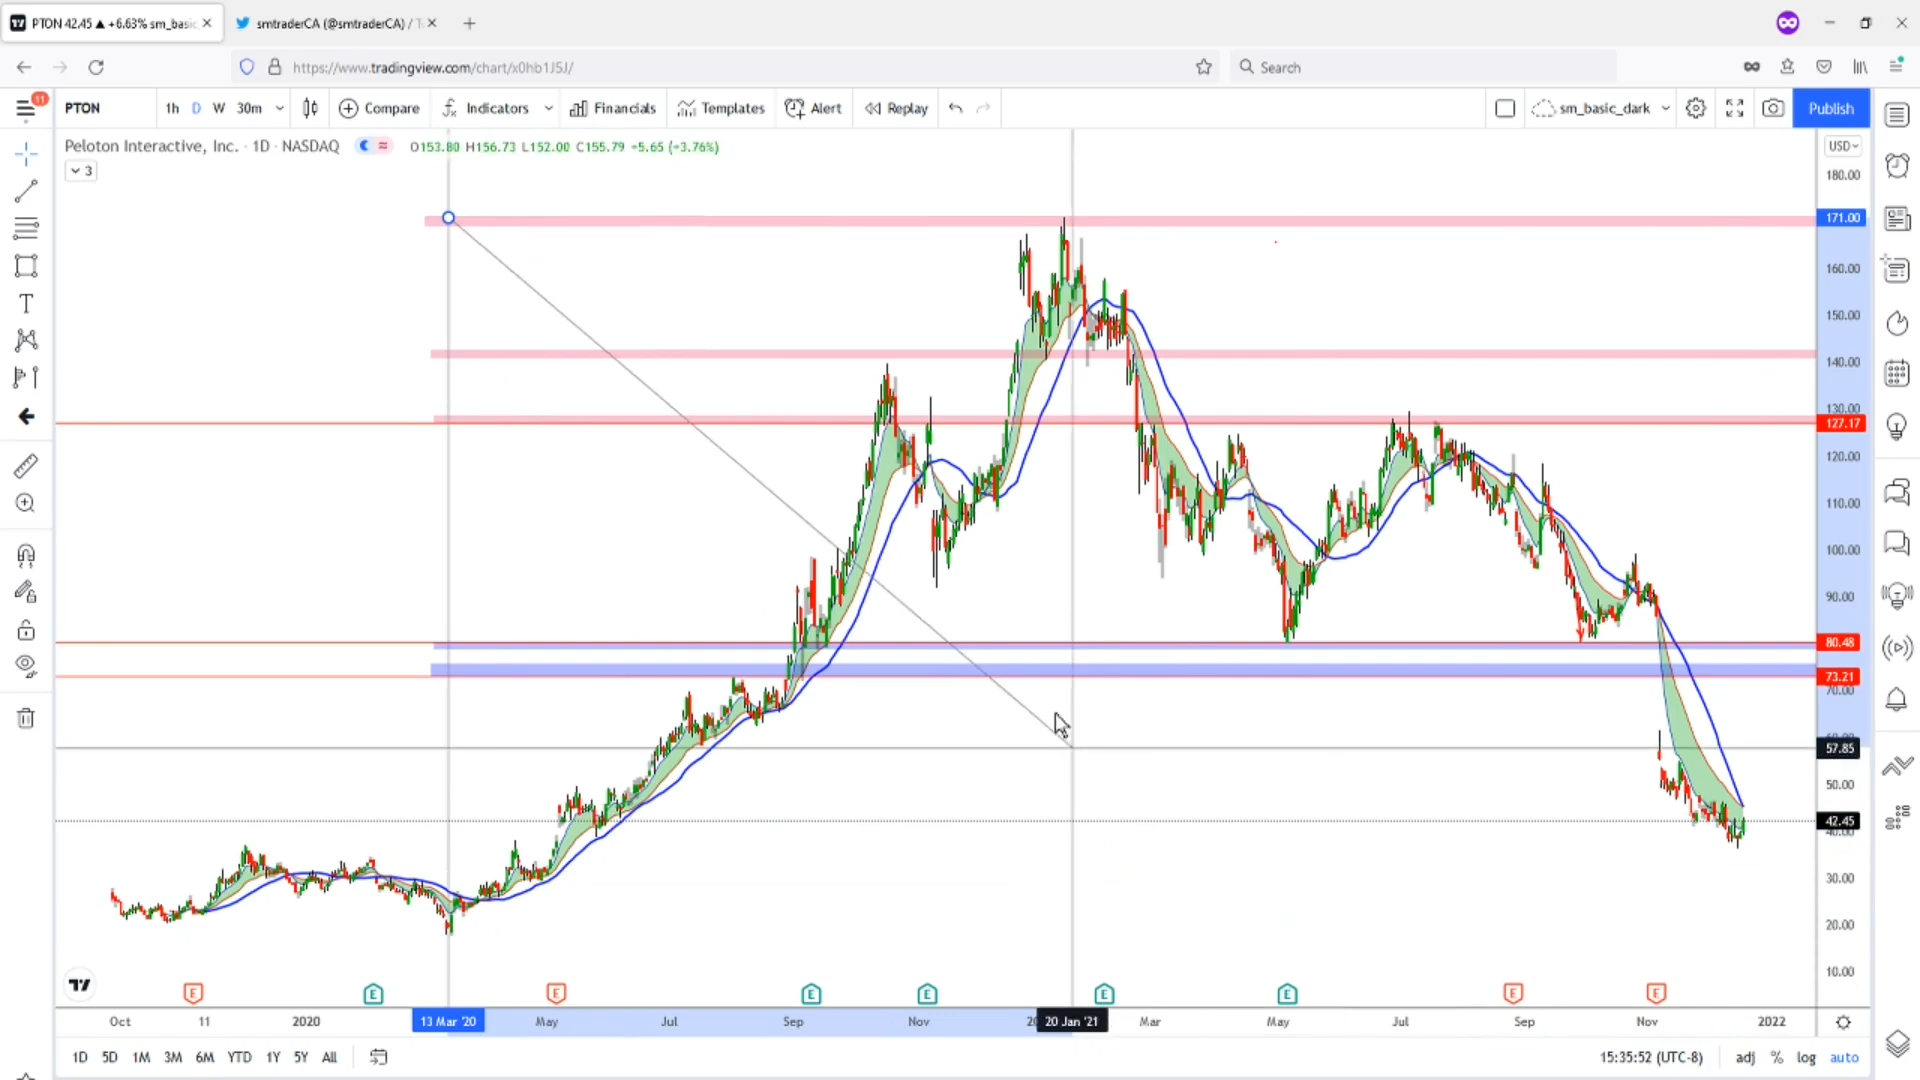 PTON 42.45 ▲ +6.63% sm_basic
smtraderCA (@smtraderCA) / T
https://www.tradingview.com/chart/x0hb1J5J/
Search
11
PTON
1h D W 30m
Compare
Indicators
Financials
Templates
Alert
Replay
sm_basic_dark
Publish
Peloton Interactive, Inc. · 1D · NASDAQ
O153.80 H156.73 L152.00 C155.79 +5.65 (+3.76%)
3
USD
180.00
171.00
160.00
150.00
140.00
130.00
127.17
120.00
110.00
100.00
90.00
80.48
73.21
70.00
57.85
50.00
42.45
30.00
20.00
10.00
E E E E E E E E E
Oct 11 2020 13 Mar '20 May Jul Sep Nov 20 Jan '21 Mar May Jul Sep Nov 2022
1D 5D 1M 3M 6M YTD 1Y 5Y All
15:35:52 (UTC-8) adj % log auto